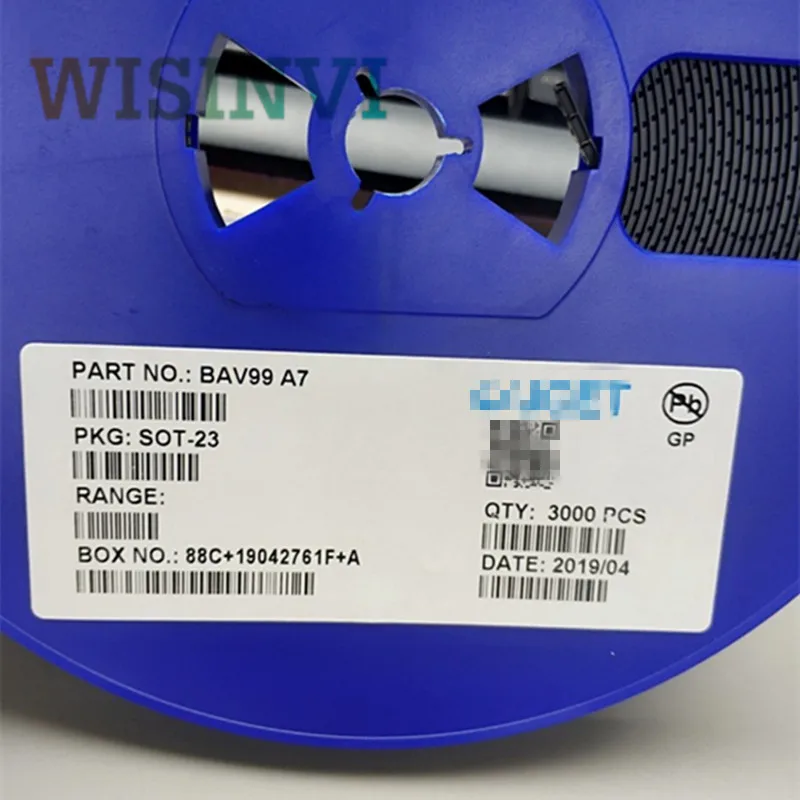 WISINVI
PART NO.: BAV99 A7
PKG: SOT-23
RANGE:
BOX NO.: 88C+19042761F+A
Pb
GP
QTY: 3000 PCS
DATE: 2019/04